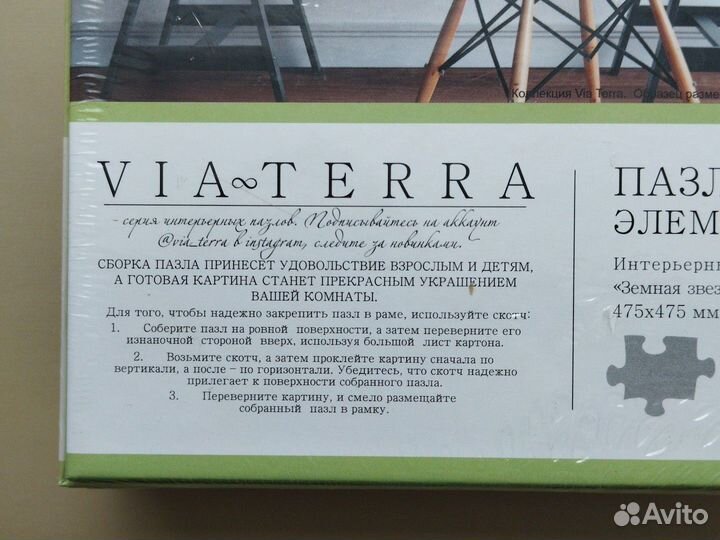 Коллекция Via Terra. Образец разме
VIA∞TERRA
- серия интерьерных пазлов. Подписывайтесь на аккаунт
@via_terra в instagram, следите за новинками.
СБОРКА ПАЗЛА ПРИНЕСЕТ УДОВОЛЬСТВИЕ ВЗРОСЛЫМ И ДЕТЯМ,
А ГОТОВАЯ КАРТИНА СТАНЕТ ПРЕКРАСНЫМ УКРАШЕНИЕМ
ВАШЕЙ КОМНАТЫ.
Для того, чтобы надежно закрепить пазл в раме, используйте скотч:
1. Соберите пазл на ровной поверхности, а затем переверните его
изнаночной стороной вверх, используя большой лист картона.
2. Возьмите скотч, а затем проклейте картину сначала по
вертикали, а после - по горизонтали. Убедитесь, что скотч надежно
прилегает к поверхности собранного пазла.
3. Переверните картину, и смело размещайте
собранный пазл в рамку.
ПАЗЛ
ЭЛЕМ
Интерьерны
«Земная звез
475х475 мм
Avito